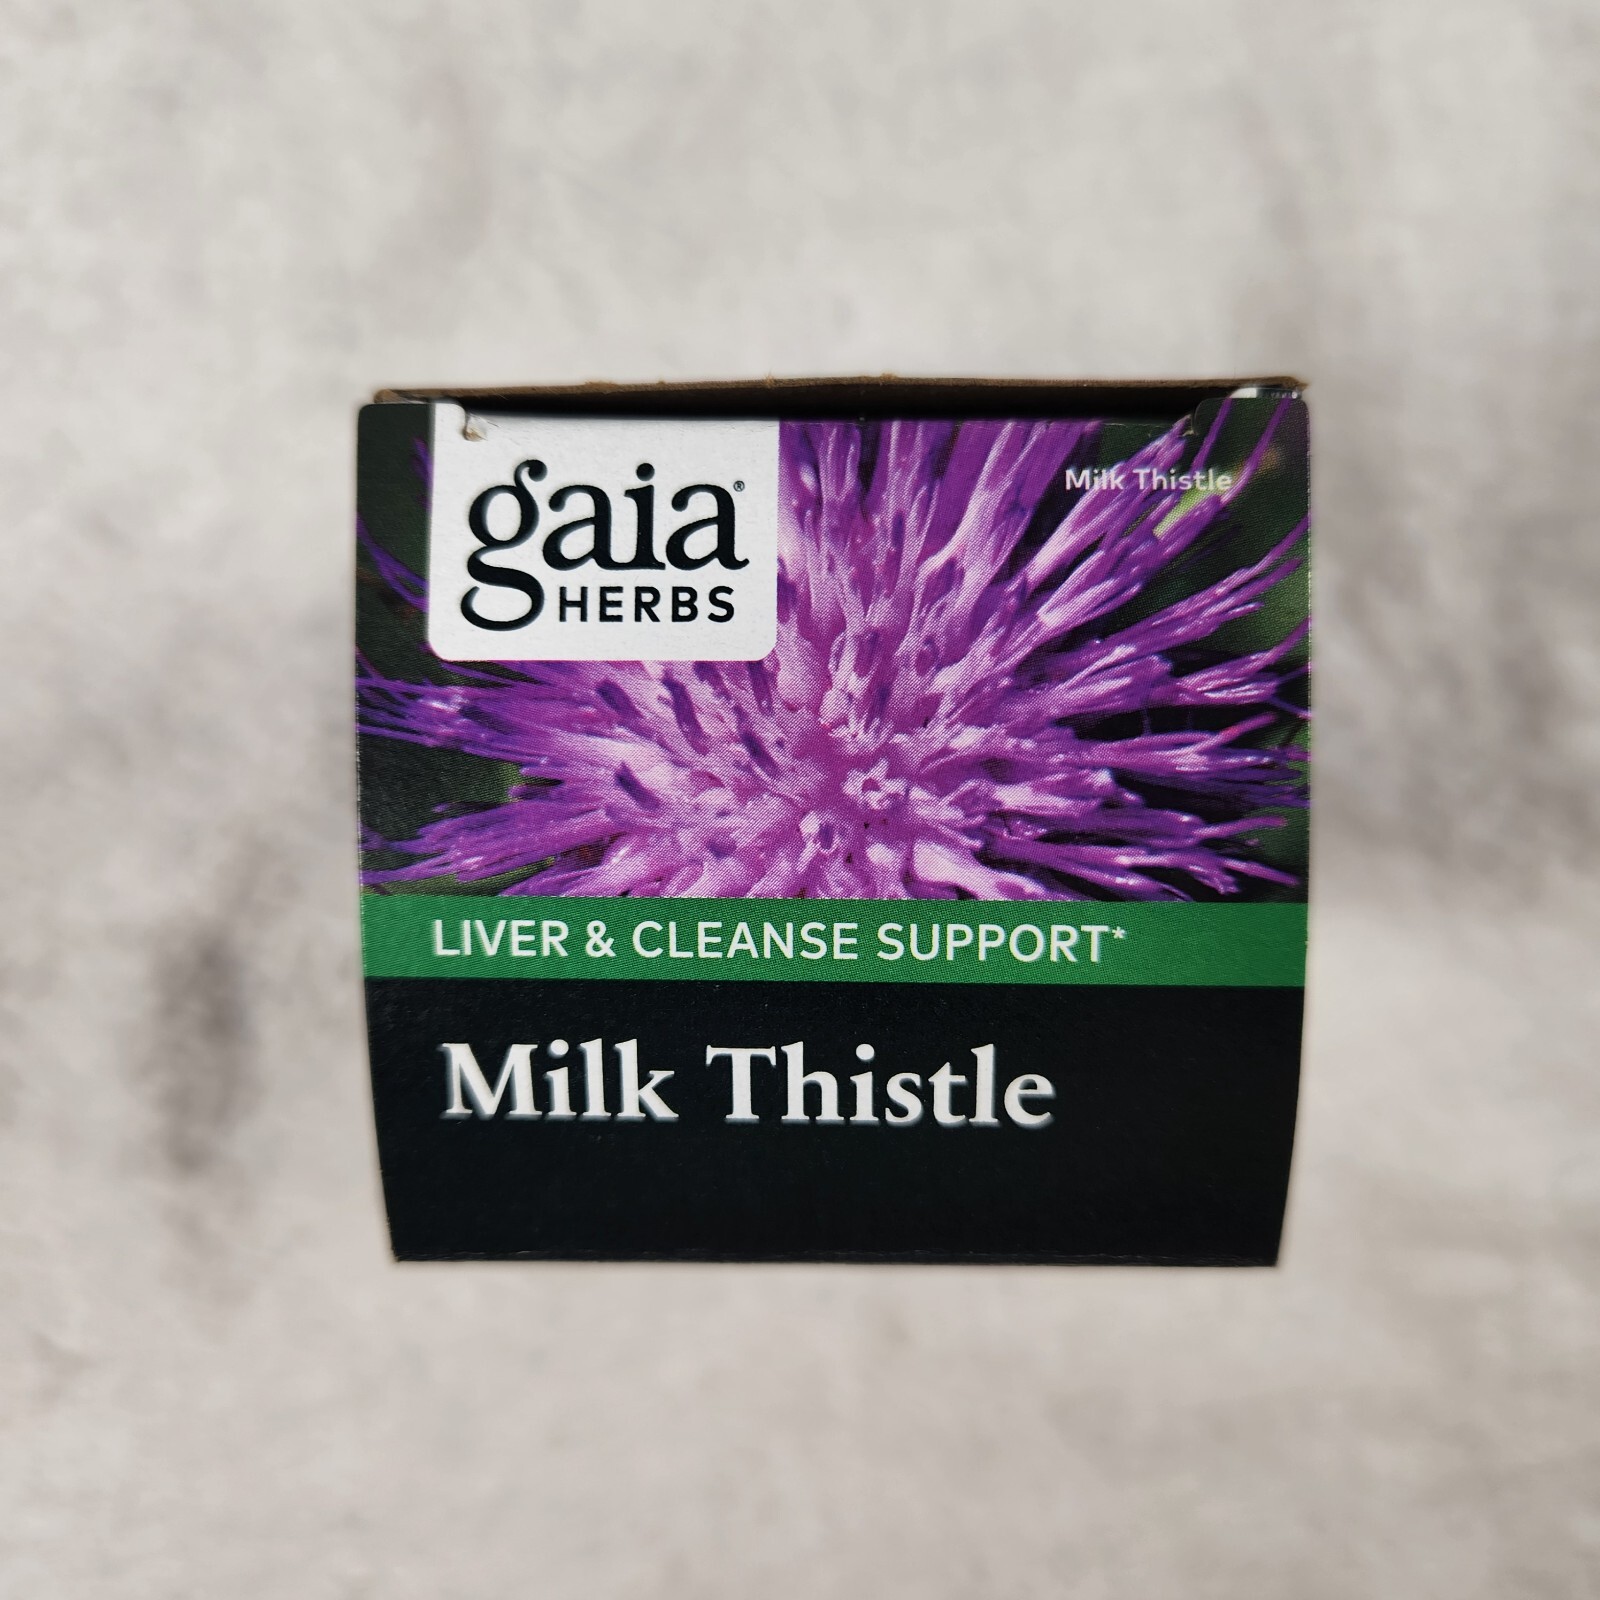 gaia®
HERBS
Milk Thistle
LIVER & CLEANSE SUPPORT*
Milk Thistle